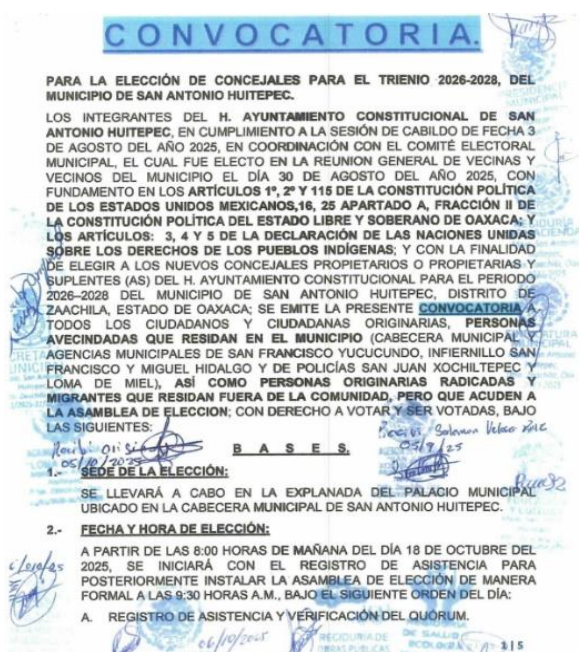 CONVOCATORIA.
PARA LA ELECCIÓN DE CONCEJALES PARA EL TRIENIO 2026-2028, DEL
MUNICIPIO DE SAN ANTONIO HUITEPEC.
LOS INTEGRANTES DEL H. AYUNTAMIENTO CONSTITUCIONAL DE SAN
ANTONIO HUITEPEC, EN CUMPLIMIENTO A LA SESIÓN DE CABILDO DE FECHA 3
DE AGOSTO DEL AÑO 2025, EN COORDINACIÓN CON EL COMITÉ ELECTORAL
MUNICIPAL, EL CUAL FUE ELECTO EN LA REUNION GENERAL DE VECINAS Y
VECINOS DEL MUNICIPIO EL DÍA 30 DE AGOSTO DEL AÑO 2025, CON
FUNDAMENTO EN LOS ARTÍCULOS 1º, 2º Y 115 DE LA CONSTITUCIÓN POLÍTICA
DE LOS ESTADOS UNIDOS MEXICANOS,16, 25 APARTADO A, FRACCIÓN II DE
LA CONSTITUCIÓN POLÍTICA DEL ESTADO LIBRE Y SOBERANO DE OAXACA; Y
LOS ARTÍCULOS: 3, 4 Y 5 DE LA DECLARACIÓN DE LAS NACIONES UNIDAS
SOBRE LOS DERECHOS DE LOS PUEBLOS INDÍGENAS; Y CON LA FINALIDAD
DE ELEGIR A LOS NUEVOS CONCEJALES PROPIETARIOS O PROPIETARIAS Y
SUPLENTES (AS) DEL H. AYUNTAMIENTO CONSTITUCIONAL PARA EL PERIODO
2026–2028 DEL MUNICIPIO DE SAN ANTONIO HUITEPEC, DISTRITO DE
ZAACHILA, ESTADO DE OAXACA; SE EMITE LA PRESENTE CONVOCATORIA A
TODOS LOS CIUDADANOS Y CIUDADANAS ORIGINARIAS, PERSONAS
AVECINDADAS QUE RESIDAN EN EL MUNICIPIO (CABECERA MUNICIPAL Y
AGENCIAS MUNICIPALES DE SAN FRANCISCO YUCUCUNDO, INFIERNILLO SAN
FRANCISCO Y MIGUEL HIDALGO Y DE POLICÍAS SAN JUAN XOCHILTEPEC Y
LOMA DE MIEL), ASÍ COMO PERSONAS ORIGINARIAS RADICADAS Y
MIGRANTES QUE RESIDAN FUERA DE LA COMUNIDAD, PERO QUE ACUDEN A
LA ASAMBLEA DE ELECCION; CON DERECHO A VOTAR Y SER VOTADAS, BAJO
LAS SIGUIENTES:
05/10/2025
B A S E S.
1.- SEDE DE LA ELECCIÓN:
SE LLEVARÁ A CABO EN LA EXPLANADA DEL PALACIO MUNICIPAL
UBICADO EN LA CABECERA MUNICIPAL DE SAN ANTONIO HUITEPEC.
2.- FECHA Y HORA DE ELECCIÓN:
A PARTIR DE LAS 8:00 HORAS DE MAÑANA DEL DÍA 18 DE OCTUBRE DEL
2025, SE INICIARÁ CON EL REGISTRO DE ASISTENCIA PARA
POSTERIORMENTE INSTALAR LA ASAMBLEA DE ELECCIÓN DE MANERA
FORMAL A LAS 9:30 HORAS A.M., BAJO EL SIGUIENTE ORDEN DEL DÍA:
A. REGISTRO DE ASISTENCIA Y VERIFICACIÓN DEL QUÓRUM.
06/10/2025
1|5